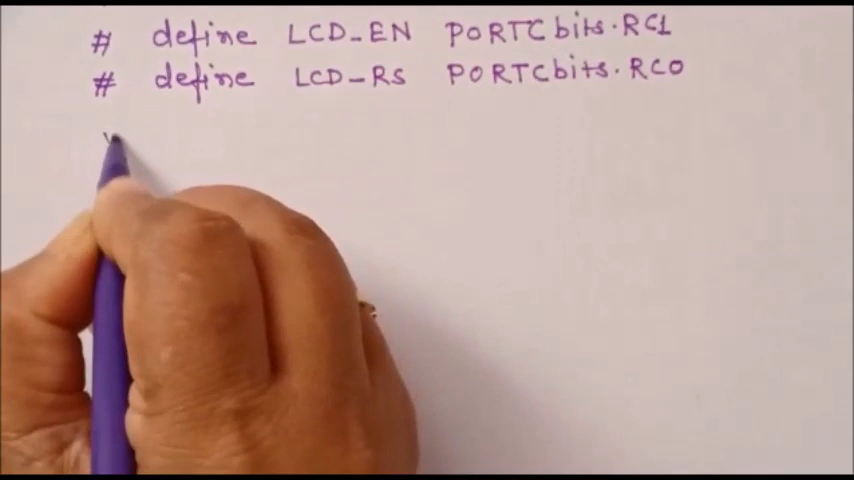 # define LCD_EN PORTCbits.RC1
# define LCD_RS PORTCbits.RC0